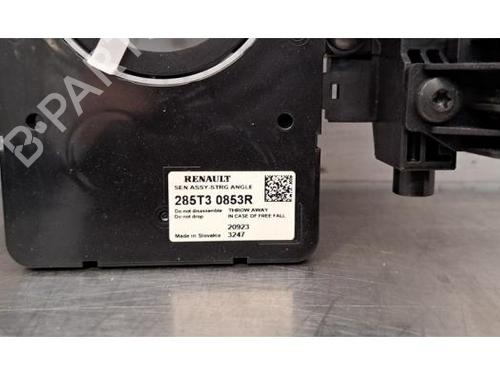 RENAULT
SEN ASSY-STRG ANGLE
285T3 0853R
Do not disassemble THROW AWAY
Do not drop IN CASE OF FREE FALL
20923
Made in Slovakia 3247
B-PARTS